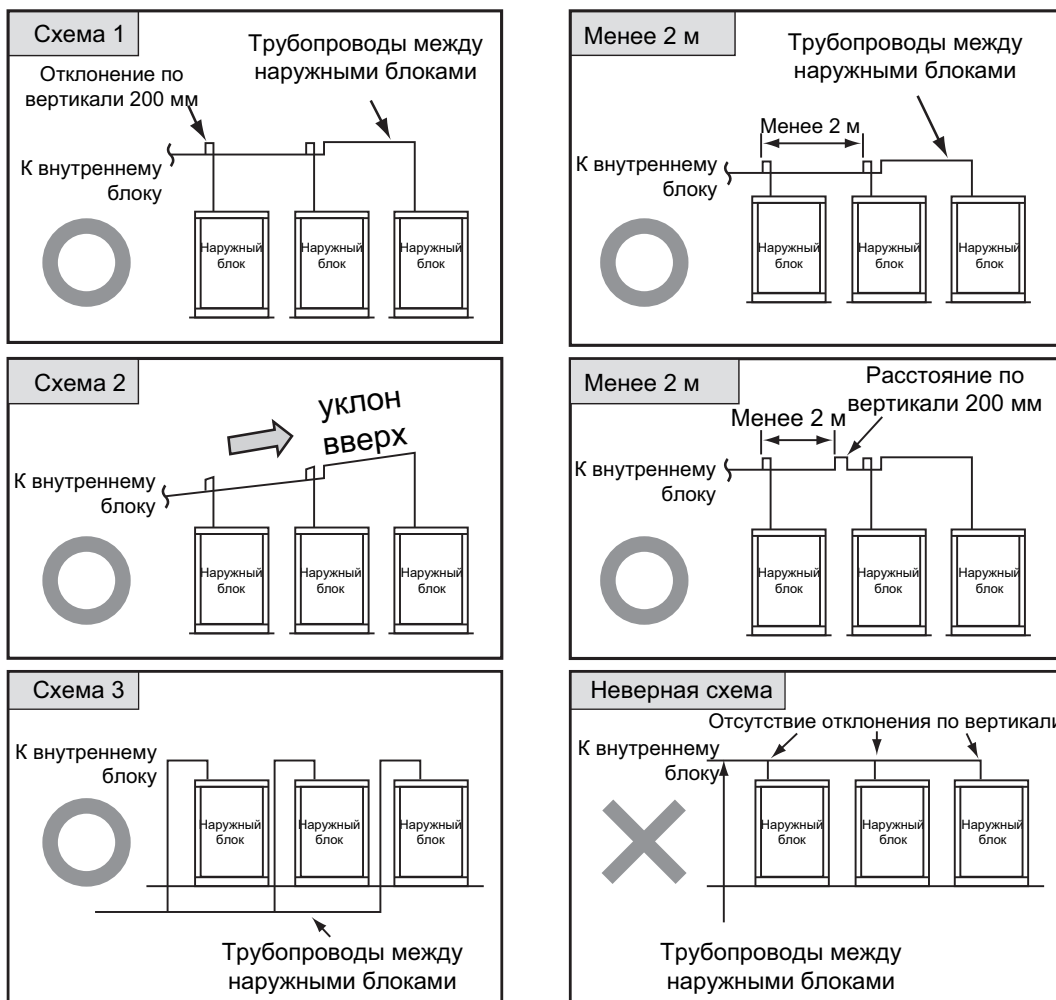 Схема 1
Трубопроводы между
наружными блоками
Отклонение по
вертикали 200 мм
К внутреннему
блоку
Наружный
блок
Наружный
блок
Наружный
блок
Менее 2 м
Трубопроводы между
наружными блоками
Менее 2 м
К внутреннему
блоку
Наружный
блок
Наружный
блок
Наружный
блок
Схема 2
уклон
вверх
К внутреннему
блоку
Наружный
блок
Наружный
блок
Наружный
блок
Менее 2 м
Расстояние по
вертикали 200 мм
Менее 2 м
К внутреннему
блоку
Наружный
блок
Наружный
блок
Наружный
блок
Схема 3
К внутреннему
блоку
Наружный
блок
Наружный
блок
Наружный
блок
Трубопроводы между
наружными блоками
Неверная схема
Отсутствие отклонения по вертикали
К внутреннему
блоку
Наружный
блок
Наружный
блок
Наружный
блок
Трубопроводы между
наружными блоками